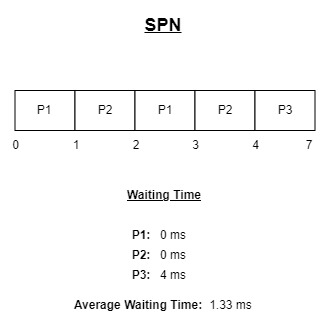 SPN
P1 P2 P1 P2 P3
0 1 2 3 4 7
Waiting Time
P1: 0 ms
P2: 0 ms
P3: 4 ms
Average Waiting Time: 1.33 ms